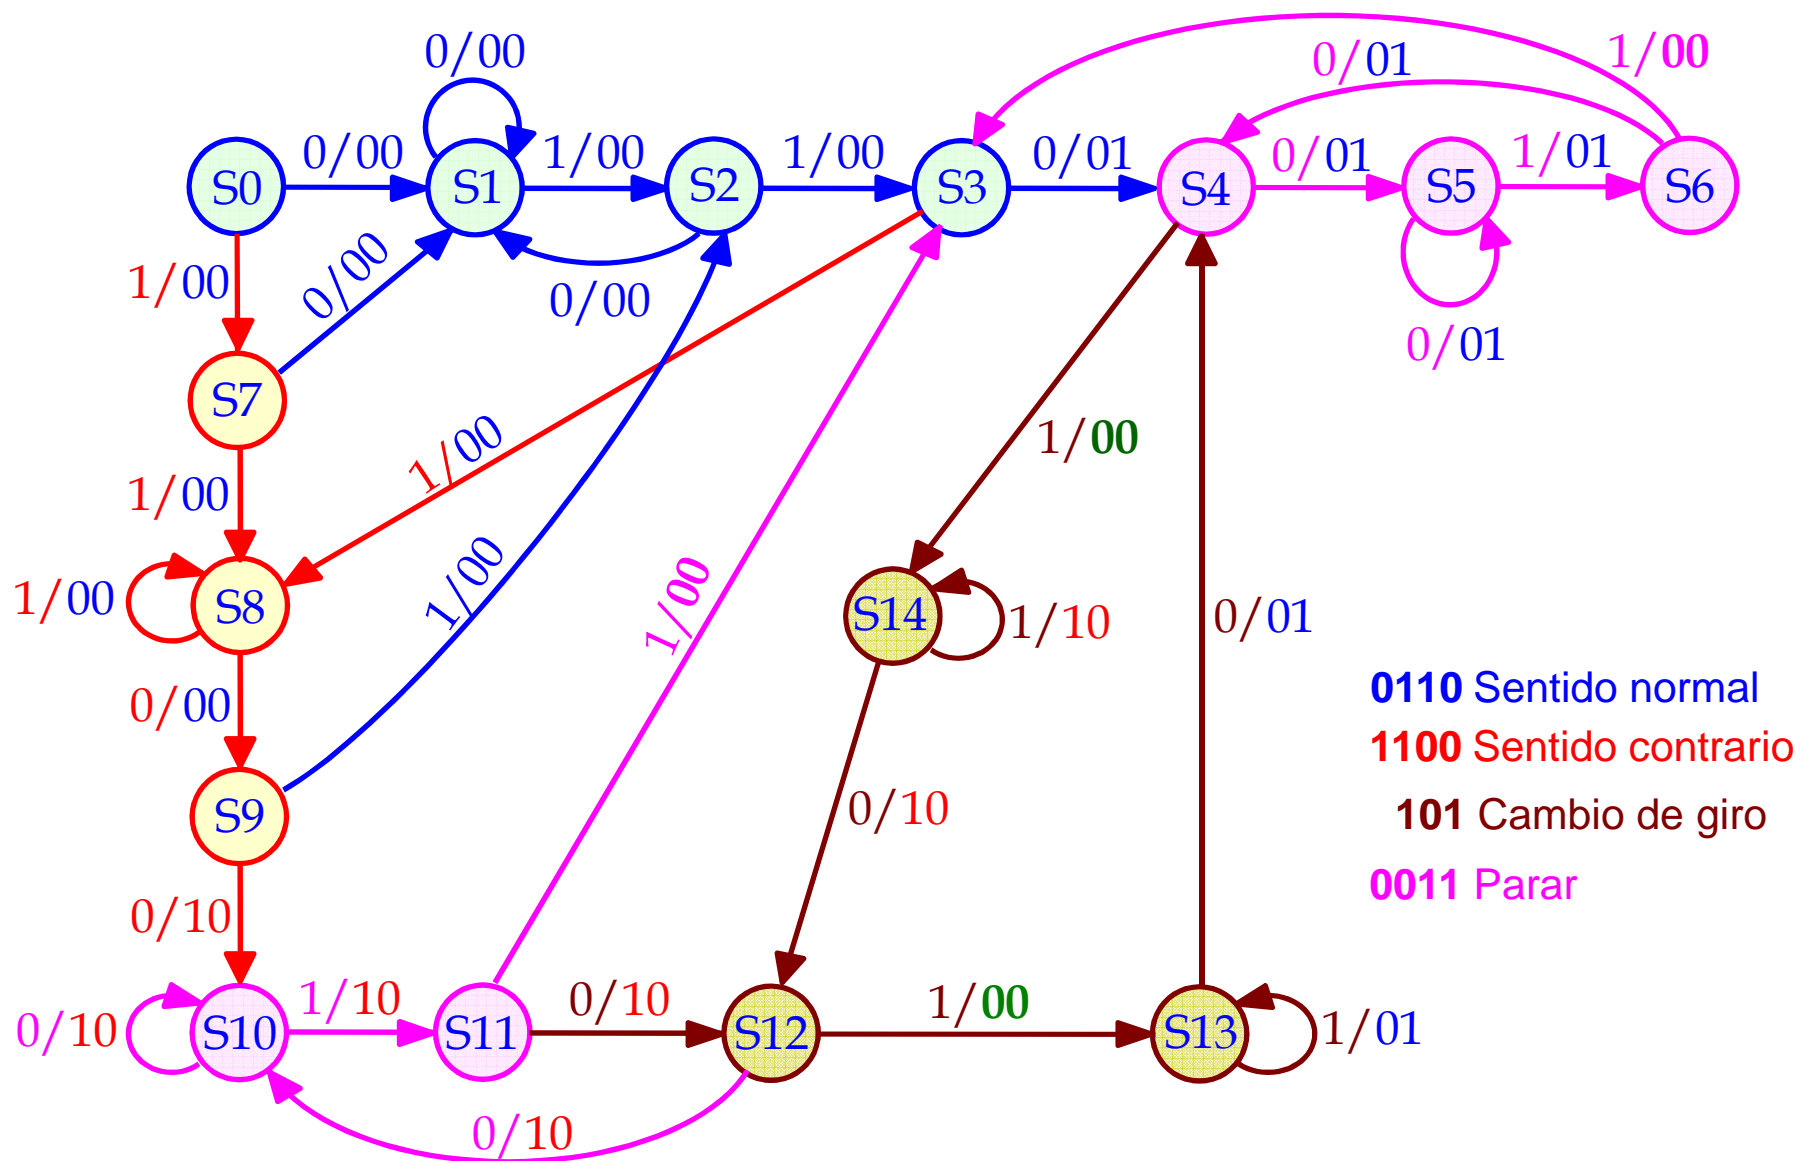 0/00
1/00
0/01
0/00
1/00
1/00
0/01
0/01
1/01
S0
S1
S2
S3
S4
S5
S6
1/00
0/00
0/00
0/01
S7
1/00
1/00
1/00
1/00
1/00
1/00
S8
S14
1/10
0/01
0/00
0110 Sentido normal
1100 Sentido contrario
S9
0/10
101 Cambio de giro
0011 Parar
0/10
1/10
0/10
1/00
0/10
S10
S11
S12
S13
1/01
0/10